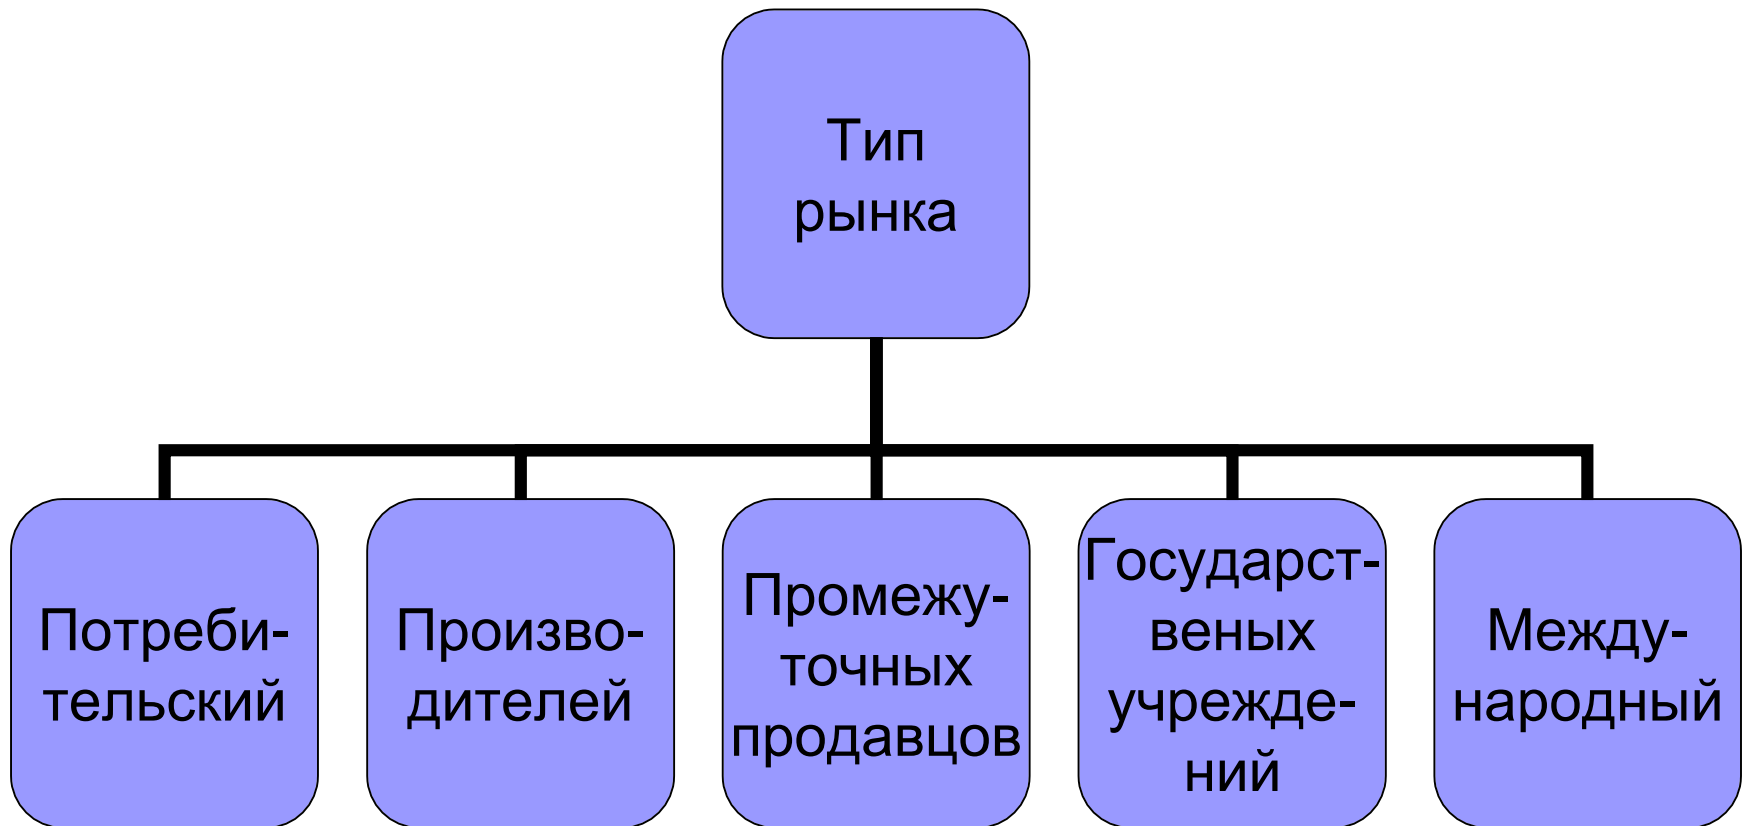 Тип
рынка
Потреби-
тельский
Произво-
дителей
Промежу-
точных
продавцов
Государст-
веных
учрежде-
ний
Между-
народный